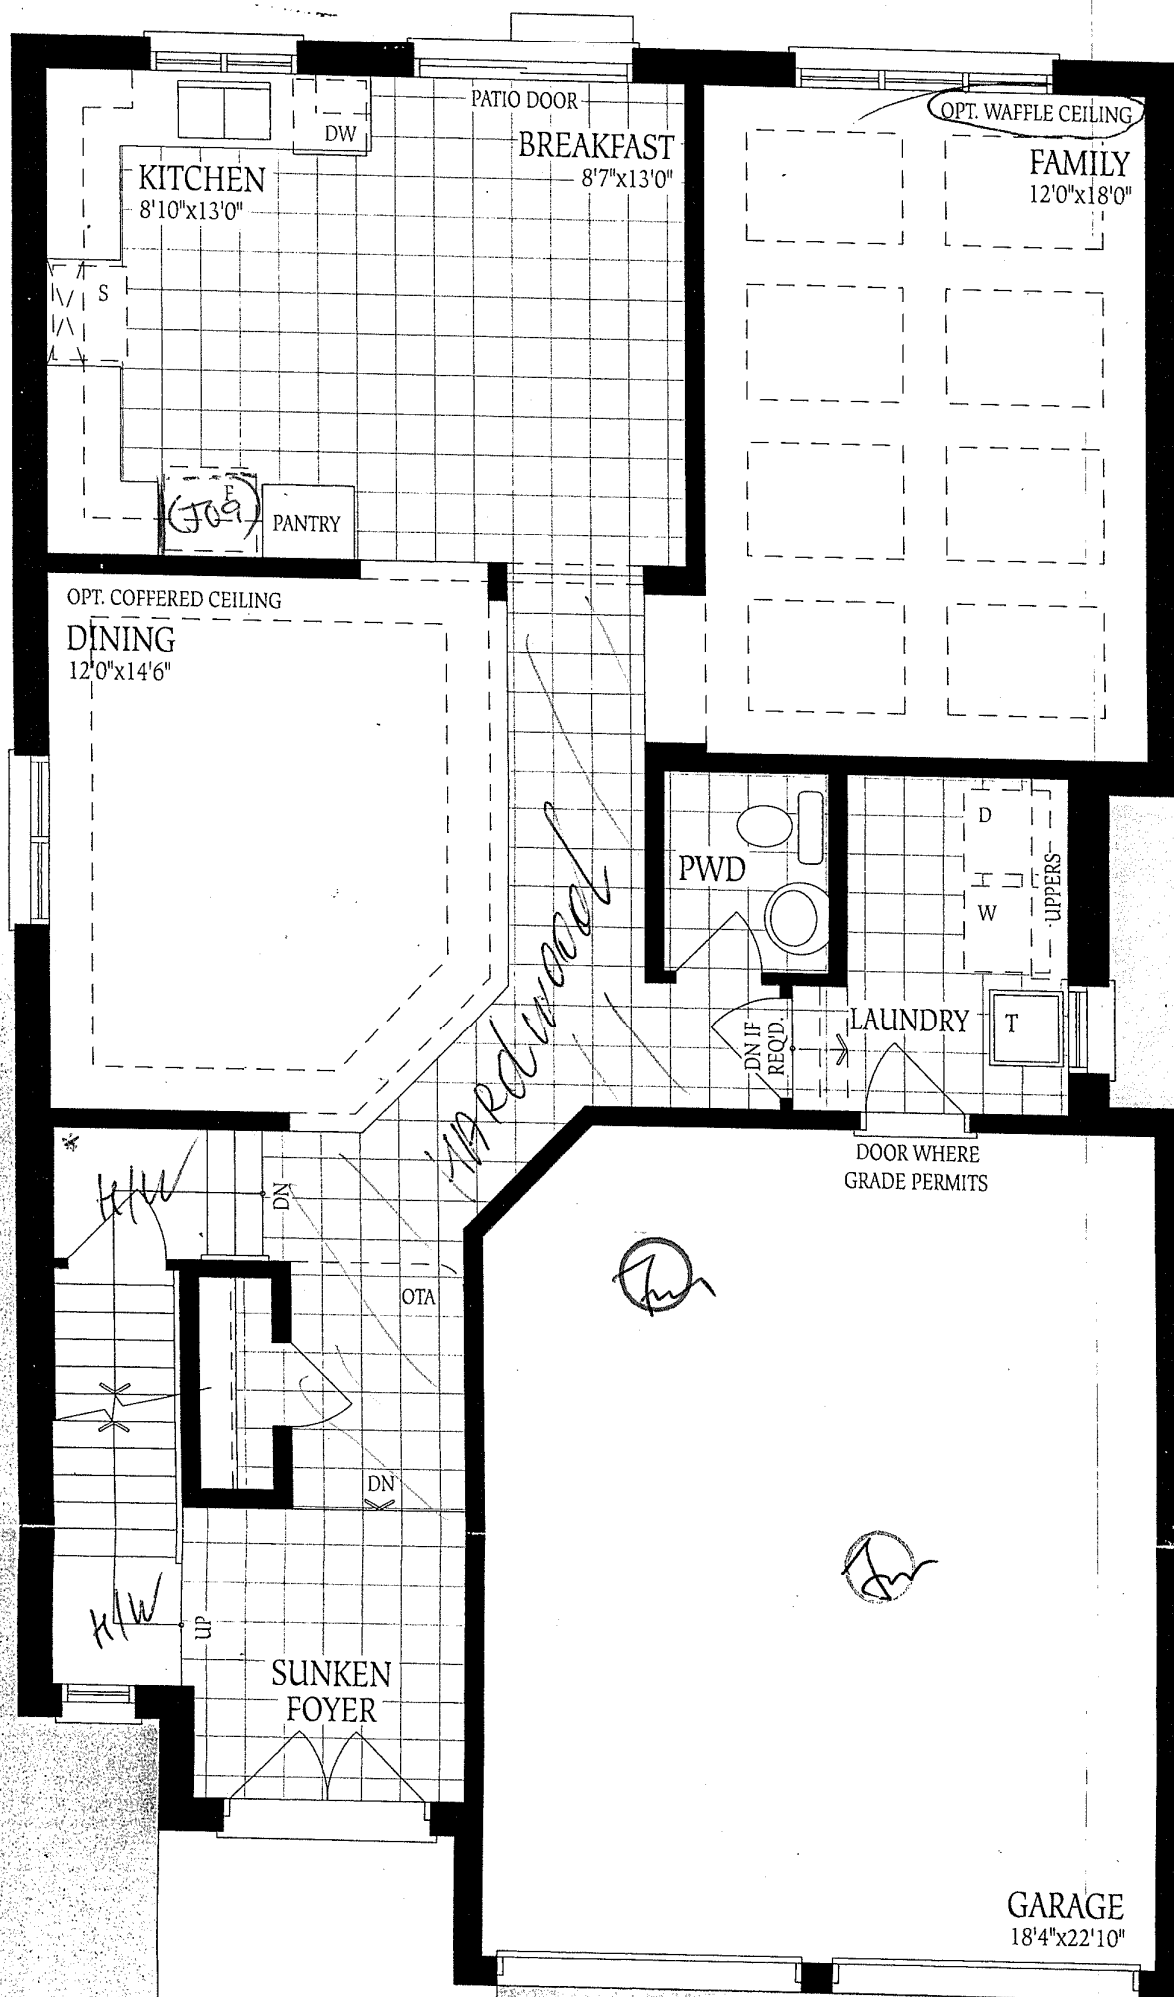 PATIO DOOR
DW
BREAKFAST
8'7"x13'0"
OPT. WAFFLE CEILING
FAMILY
12'0"x18'0"
KITCHEN
8'10"x13'0"
S
F
PANTRY
OPT. COFFERED CEILING
DINING
12'0"x14'6"
HARdwood
PWD
D
W
UPPERS
DN IF
REQ'D.
LAUNDRY
T
DOOR WHERE
GRADE PERMITS
*
H/W
DN
OTA
DN
H/W
UP
SUNKEN
FOYER
GARAGE
18'4"x22'10"